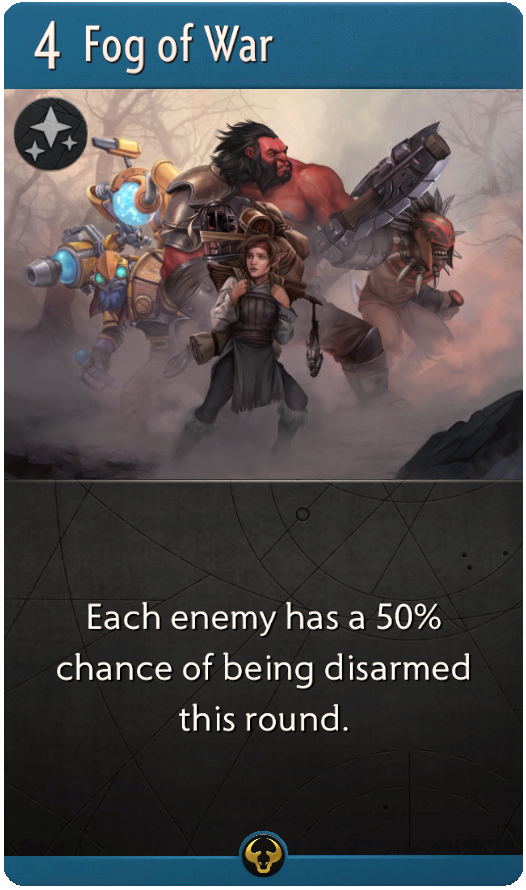 4 Fog of War
Each enemy has a 50%
chance of being disarmed
this round.